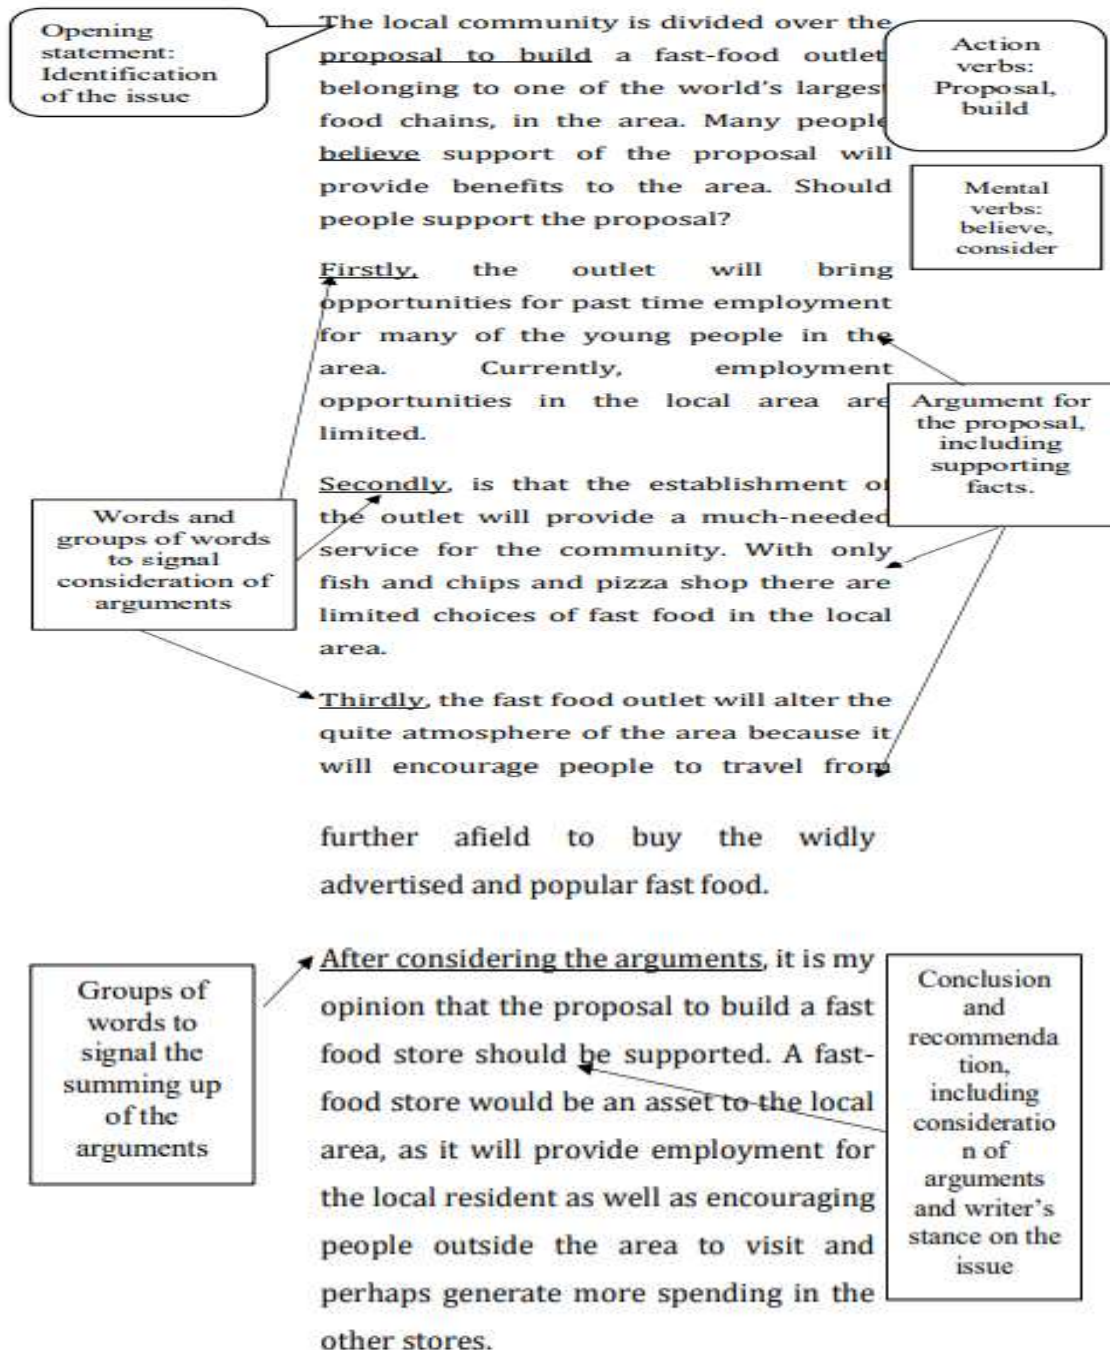 Opening
statement:
Identification
of the issue
The local community is divided over the
proposal to build a fast-food outlet
belonging to one of the world's larges
food chains, in the area. Many people
believe support of the proposal will
provide benefits to the area. Should
people support the proposal?
Action
verbs:
Proposal,
build
Mental
verbs:
believe,
consider
Firstly, the outlet will bring
opportunities for past time employment
for many of the young people in the
area. Currently, employment
opportunities in the local area are
limited.
Argument for
the proposal,
including
supporting
facts.
Words and
groups of words
to signal
consideration of
arguments
Secondly, is that the establishment of
the outlet will provide a much-needed
service for the community. With only
fish and chips and pizza shop there are
limited choices of fast food in the local
area.
Thirdly, the fast food outlet will alter the
quite atmosphere of the area because it
will encourage people to travel from
further afield to buy the widly
advertised and popular fast food.
Groups of
words to
signal the
summing up
of the
arguments
After considering the arguments, it is my
opinion that the proposal to build a fast
food store should be supported. A fast-
food store would be an asset to the local
area, as it will provide employment for
the local resident as well as encouraging
people outside the area to visit and
perhaps generate more spending in the
other stores.
Conclusion
and
recommenda
tion,
including
consideratio
n of
arguments
and writer's
stance on the
issue